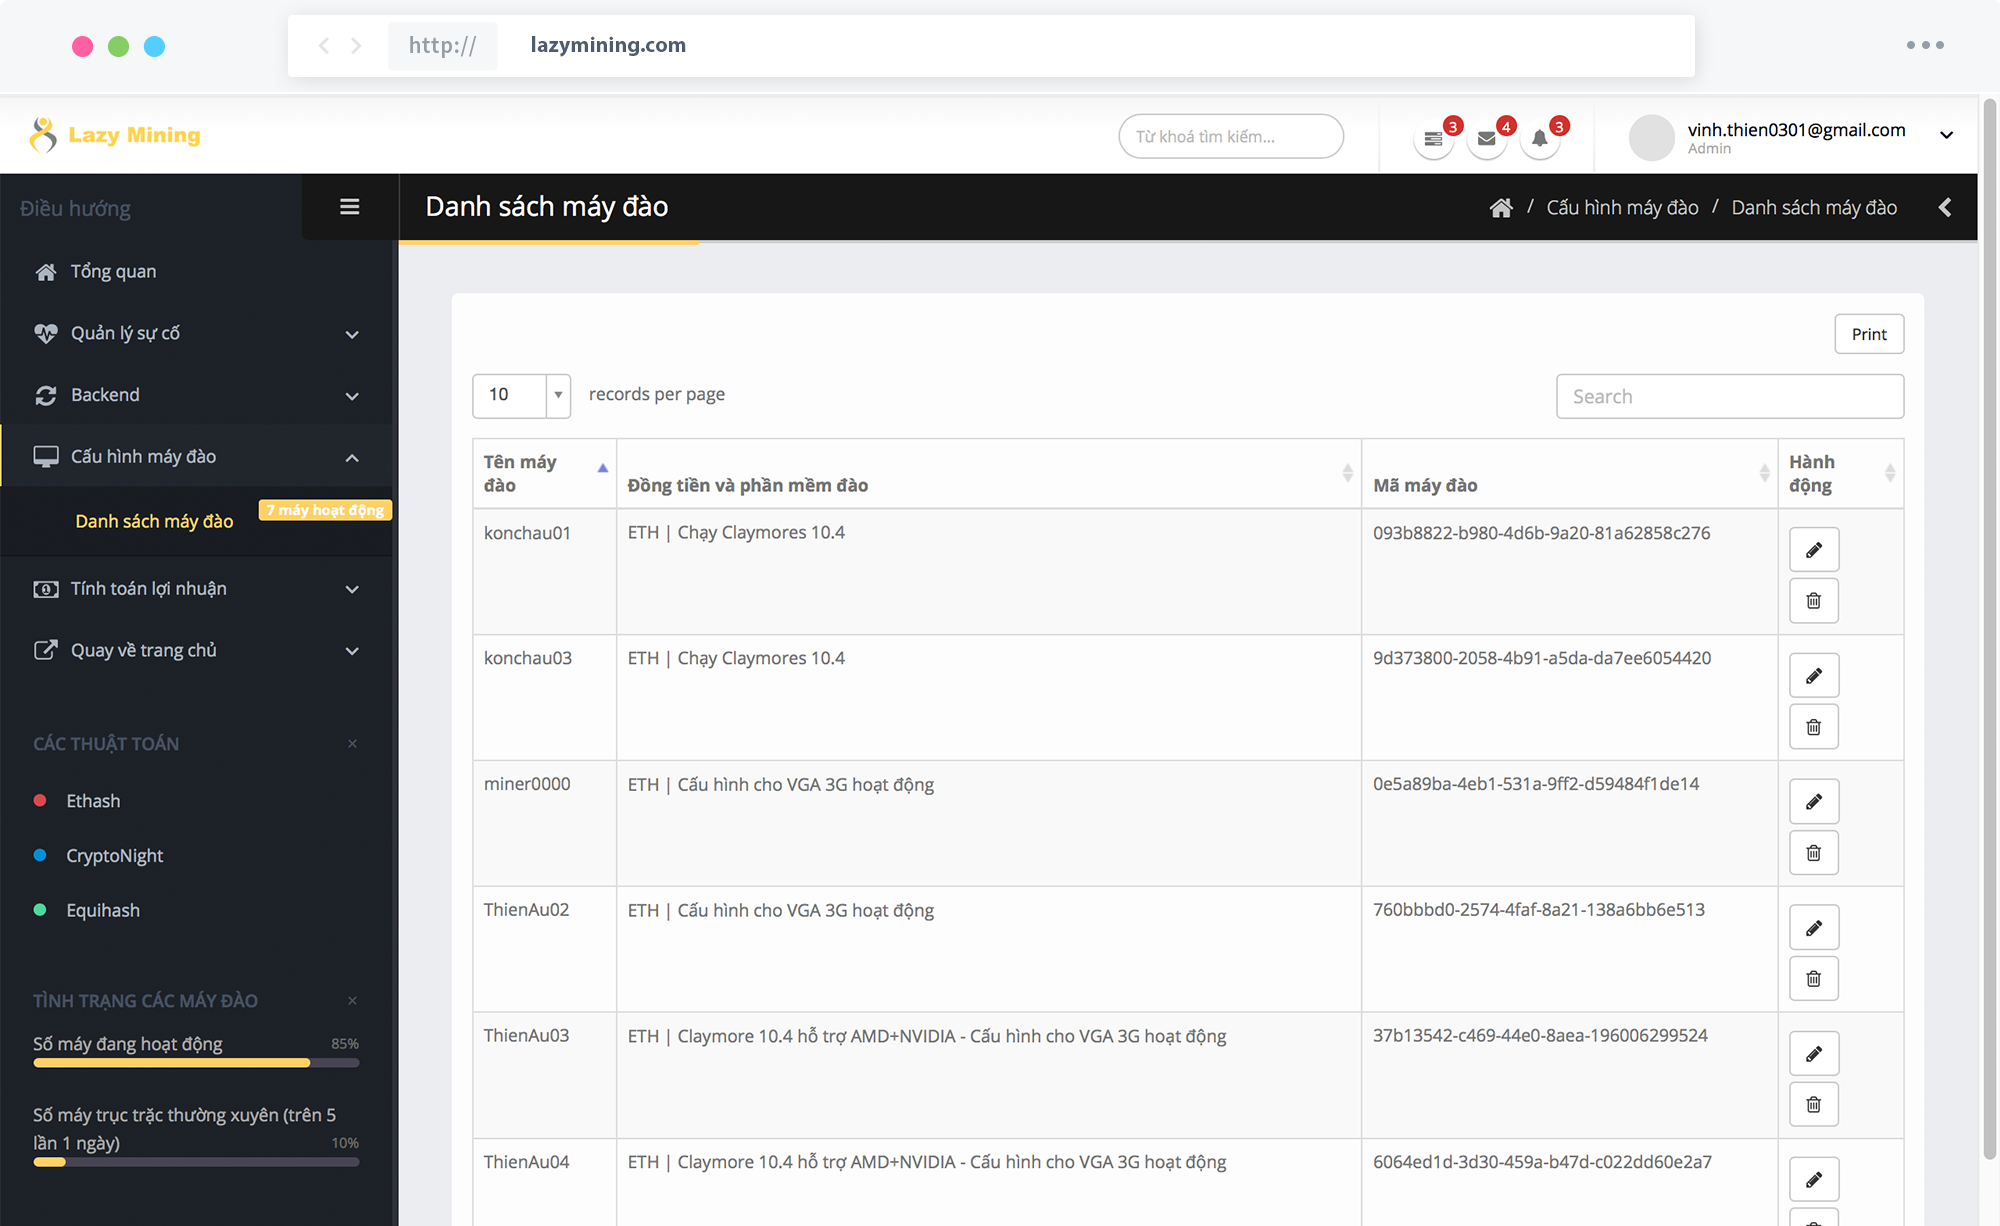 http://
lazymining.com
Lazy Mining
Từ khoá tìm kiếm...
3
4
3
vinh.thien0301@gmail.com
Admin
Điều hướng
Danh sách máy đào
/ Cấu hình máy đào / Danh sách máy đào
Tổng quan
Quản lý sự cố
Backend
Cấu hình máy đào
Danh sách máy đào
7 máy hoạt động
Tính toán lợi nhuận
Quay về trang chủ
CÁC THUẬT TOÁN
×
Ethash
CryptoNight
Equihash
TÌNH TRẠNG CÁC MÁY ĐÀO
×
Số máy đang hoạt động
85%
Số máy trục trặc thường xuyên (trên 5
lần 1 ngày)
10%
Print
10
records per page
Search
Tên máy
đào
Đồng tiền và phần mềm đào
Mã máy đào
Hành
động
konchau01
ETH | Chạy Claymores 10.4
093b8822-b980-4d6b-9a20-81a62858c276
konchau03
ETH | Chạy Claymores 10.4
9d373800-2058-4b91-a5da-da7ee6054420
miner0000
ETH | Cấu hình cho VGA 3G hoạt động
0e5a89ba-4eb1-531a-9ff2-d59484f1de14
ThienAu02
ETH | Cấu hình cho VGA 3G hoạt động
760bbbd0-2574-4faf-8a21-138a6bb6e513
ThienAu03
ETH | Claymore 10.4 hỗ trợ AMD+NVIDIA - Cấu hình cho VGA 3G hoạt động
37b13542-c469-44e0-8aea-196006299524
ThienAu04
ETH | Claymore 10.4 hỗ trợ AMD+NVIDIA - Cấu hình cho VGA 3G hoạt động
6064ed1d-3d30-459a-b47d-c022dd60e2a7